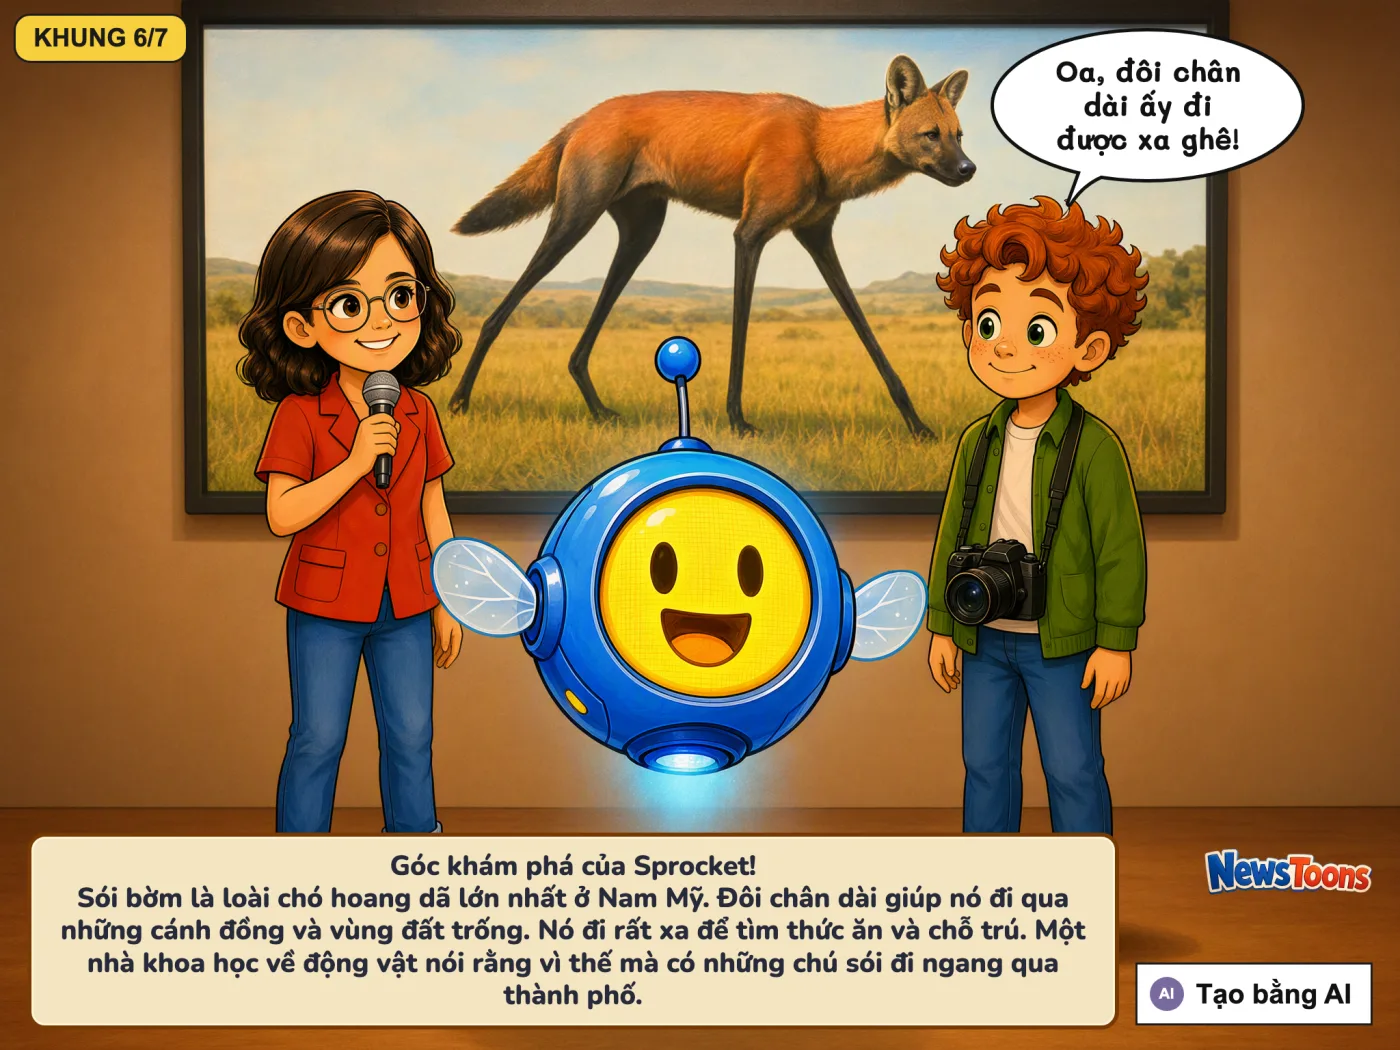 KHUNG 6/7
Oa, đôi chân
dài ấy đi
được xa ghê!
Góc khám phá của Sprocket!
Sói bờm là loài chó hoang dã lớn nhất ở Nam Mỹ. Đôi chân dài giúp nó đi qua
những cánh đồng và vùng đất trống. Nó đi rất xa để tìm thức ăn và chỗ trú. Một
nhà khoa học về động vật nói rằng vì thế mà có những chú sói đi ngang qua
thành phố.
NewsToons
AI Tạo bằng AI